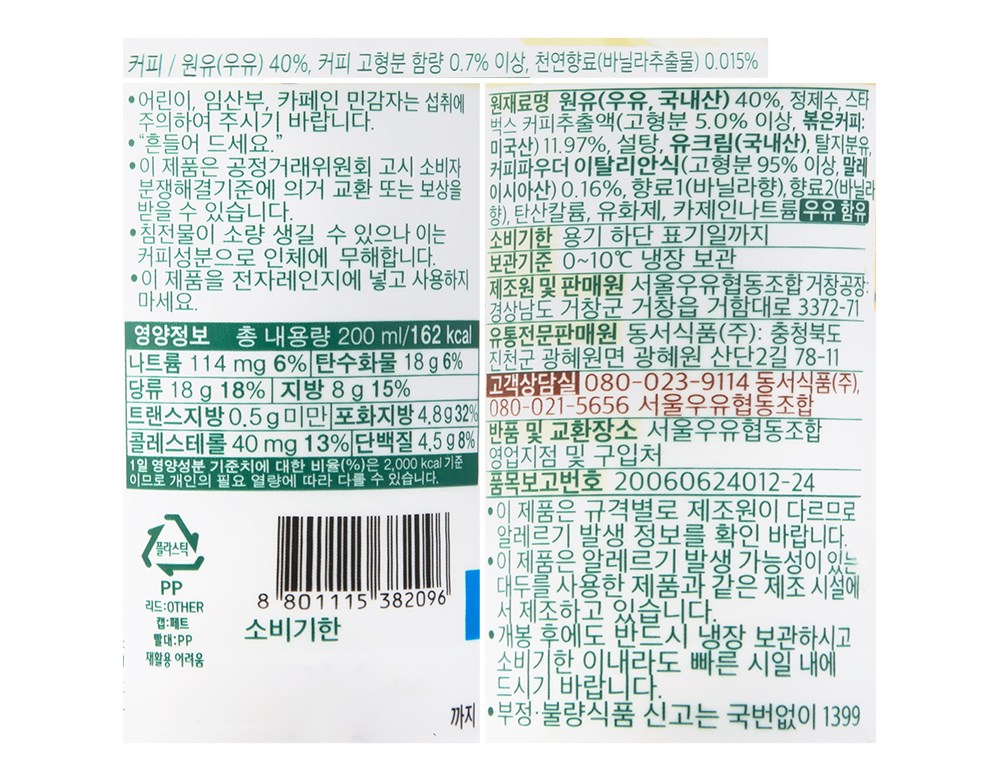 커피 / 원유(우유) 40%, 커피 고형분 함량 0.7% 이상, 천연향료(바닐라추출물) 0.015%
•어린이, 임산부, 카페인 민감자는 섭취에
주의하여 주시기 바랍니다.
•“흔들어 드세요.”
•이 제품은 공정거래위원회 고시 소비자
분쟁해결기준에 의거 교환 또는 보상을
받을 수 있습니다.
•침전물이 소량 생길 수 있으나 이는
커피성분으로 인체에 무해합니다.
•이 제품을 전자레인지에 넣고 사용하지
마세요.
영양정보 총 내용량 200 ml/162 kcal
나트륨 114 mg 6% 탄수화물 18 g 6%
당류 18 g 18% 지방 8 g 15%
트랜스지방 0.5 g 미만 포화지방 4.8 g 32%
콜레스테롤 40 mg 13% 단백질 4.5 g 8%
1일 영양성분 기준치에 대한 비율(%)은 2,000 kcal 기준
이므로 개인의 필요 열량에 따라 다를 수 있습니다.
플라스틱
PP
리드:OTHER
캡:페트
빨대:PP
재활용 어려움
8 801115 382096
소비기한
까지
원재료명 원유(우유, 국내산) 40%, 정제수, 스타
벅스 커피추출액(고형분 5.0% 이상, 볶은커피:
미국산) 11.97%, 설탕, 유크림(국내산), 탈지분유,
커피파우더 이탈리안식(고형분 95% 이상, 말레
이시아산) 0.16%, 향료1(바닐라향), 향료2(바닐라
향), 탄산칼륨, 유화제, 카제인나트륨 우유 함유
소비기한 용기 하단 표기일까지
보관기준 0~10℃ 냉장 보관
제조원 및 판매원 서울우유협동조합 거창공장:
경상남도 거창군 거창읍 거함대로 3372-71
유통전문판매원 동서식품(주): 충청북도
진천군 광혜원면 광혜원 산단2길 78-11
고객상담실 080-023-9114 동서식품(주),
080-021-5656 서울우유협동조합
반품 및 교환장소 서울우유협동조합
영업지점 및 구입처
품목보고번호 20060624012-24
•이 제품은 규격별로 제조원이 다르므로
알레르기 발생 정보를 확인 바랍니다.
•이 제품은 알레르기 발생 가능성이 있는
대두를 사용한 제품과 같은 제조 시설에
서 제조하고 있습니다.
•개봉 후에도 반드시 냉장 보관하시고
소비기한 이내라도 빠른 시일 내에
드시기 바랍니다.
•부정·불량식품 신고는 국번없이 1399